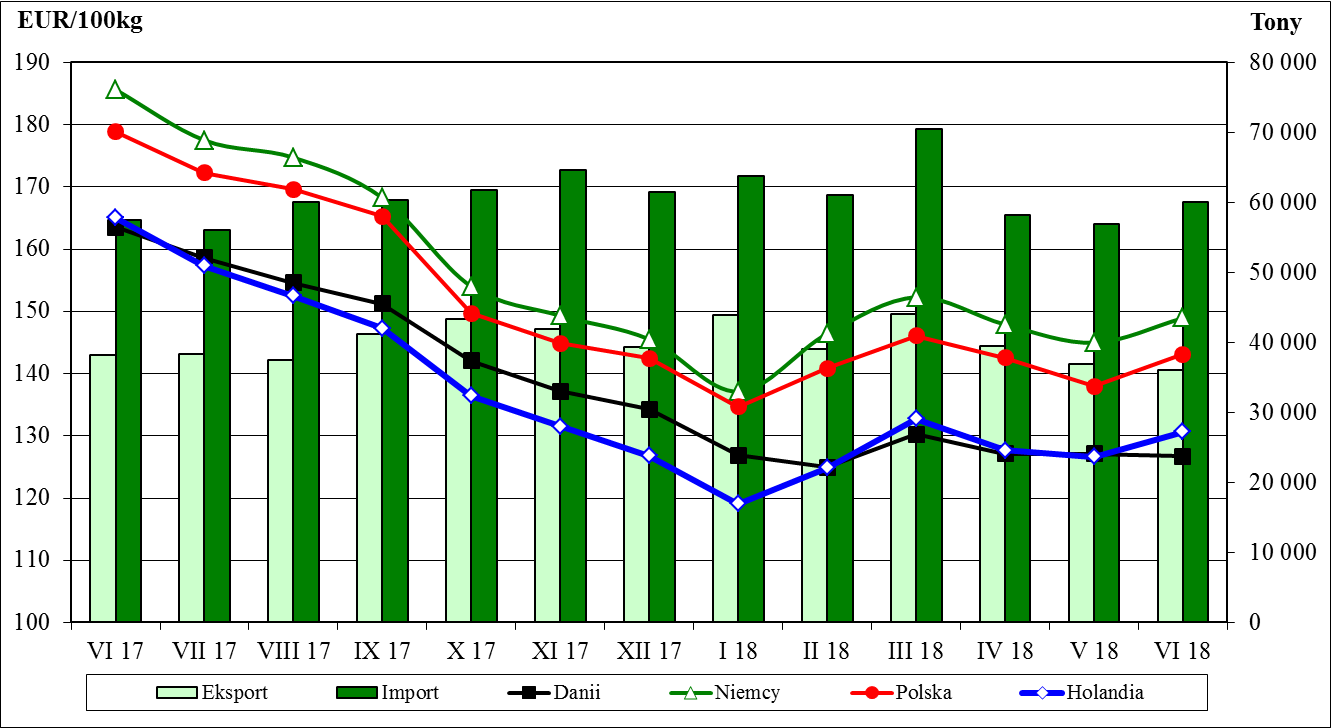 EUR/100kg Tony
190 80 000
180 70 000
170 60 000
160 50 000
150 40 000
140 30 000
130 20 000
120 10 000
110 0
100
VI 17 VII 17 VIII 17 IX 17 X 17 XI 17 XII 17 I 18 II 18 III 18 IV 18 V 18 VI 18
Eksport Import Danii Niemcy Polska Holandia